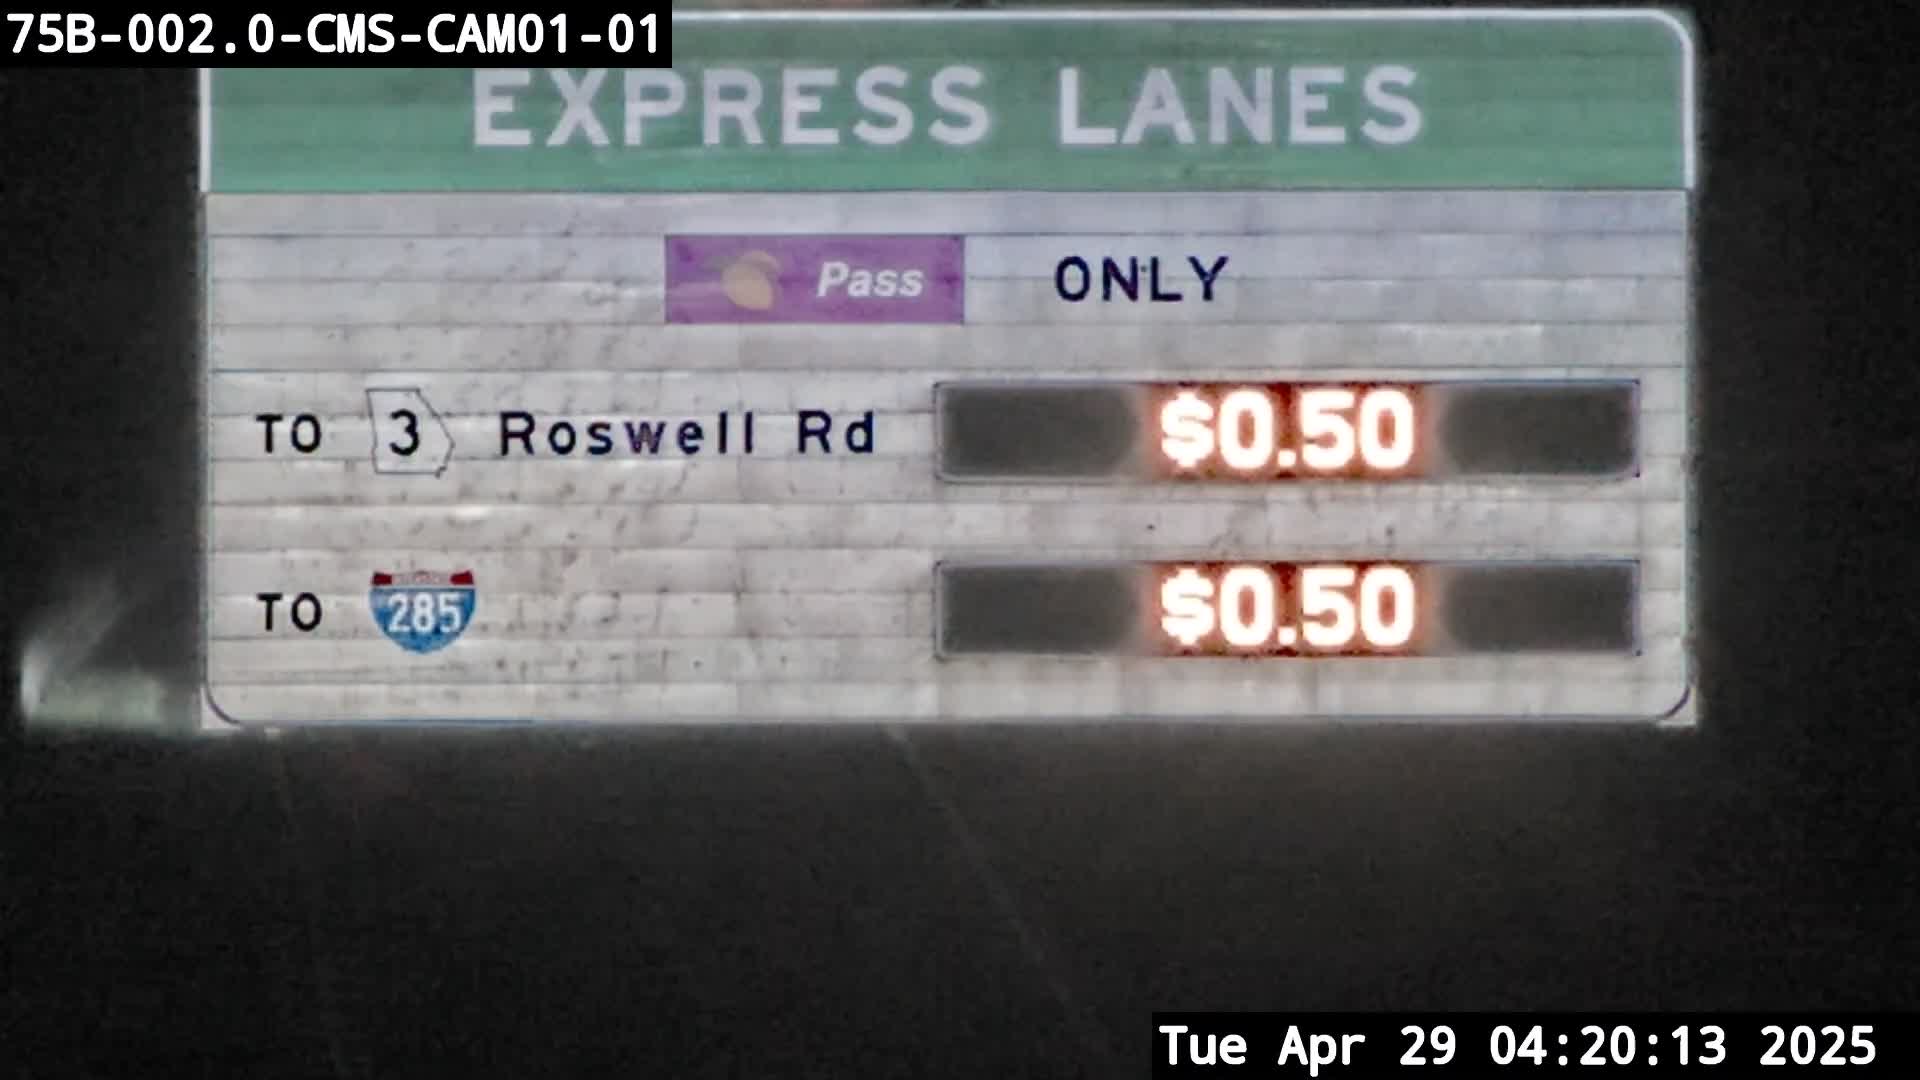 75B-002.0-CMS-CAM01-01
EXPRESS LANES
Pass ONLY
TO 3 Roswell Rd $0.50
TO 285 $0.50
Tue Apr 29 04:20:13 2025